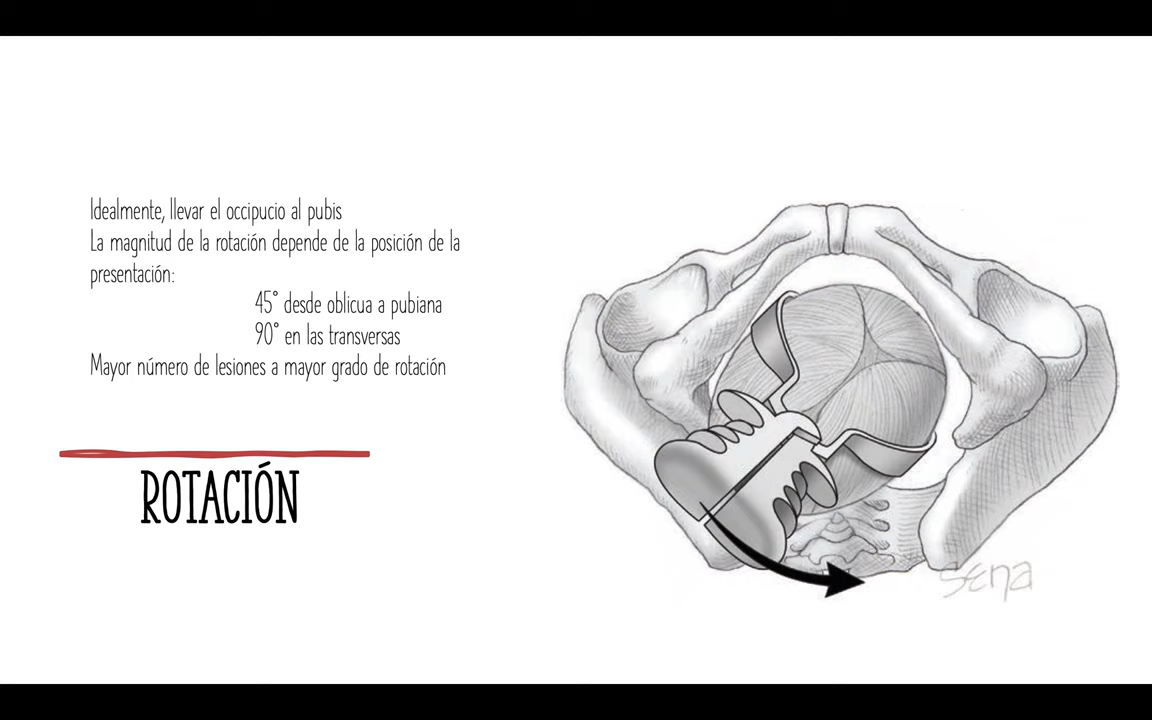 Idealmente, llevar el occipucio al pubis
La magnitud de la rotación depende de la posición de la
presentación:
45° desde oblicua a pubiana
90° en las transversas
Mayor número de lesiones a mayor grado de rotación
ROTACIÓN
Sena